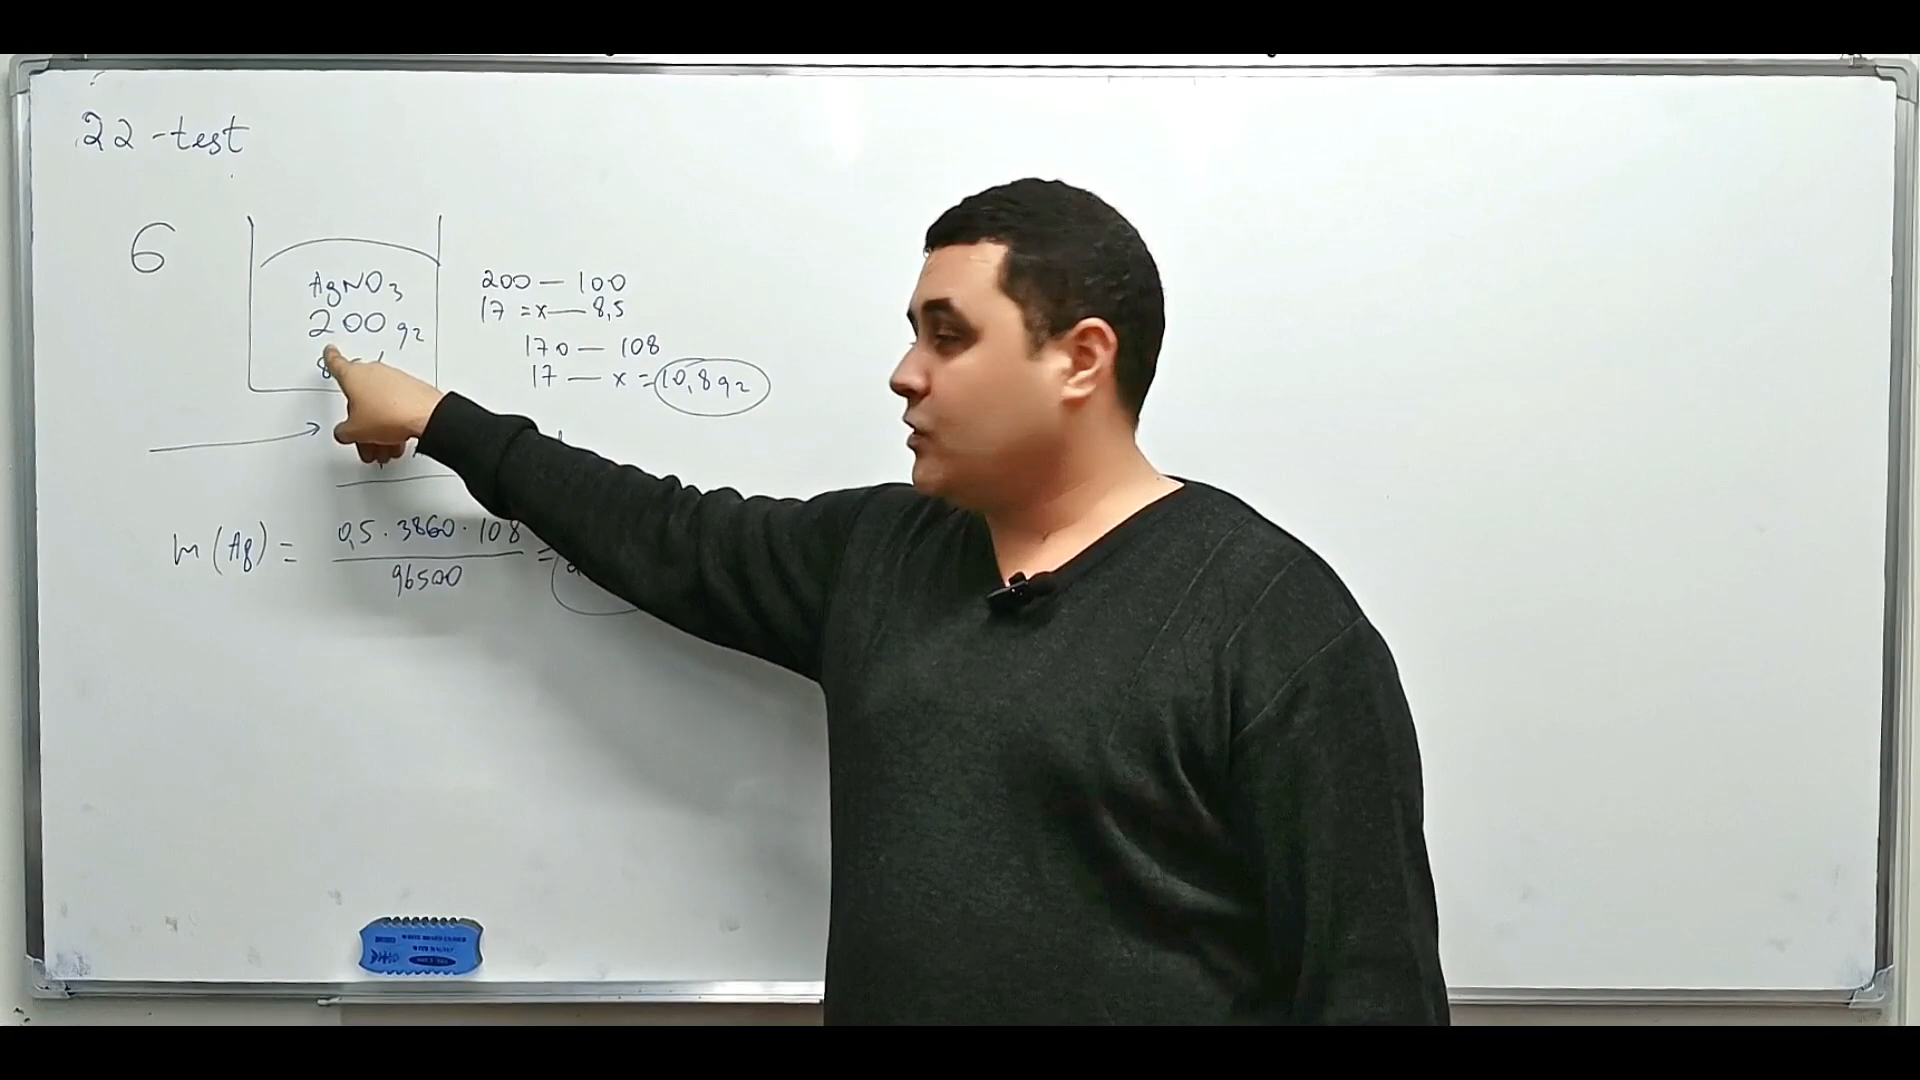 22-test
6
AgNO3
200 g2
200 — 100
17 = x — 8,5
170 — 108
17 — x = 10,8 g2
m (Ag) = 0,5 · 3860 · 108 / 96500 =